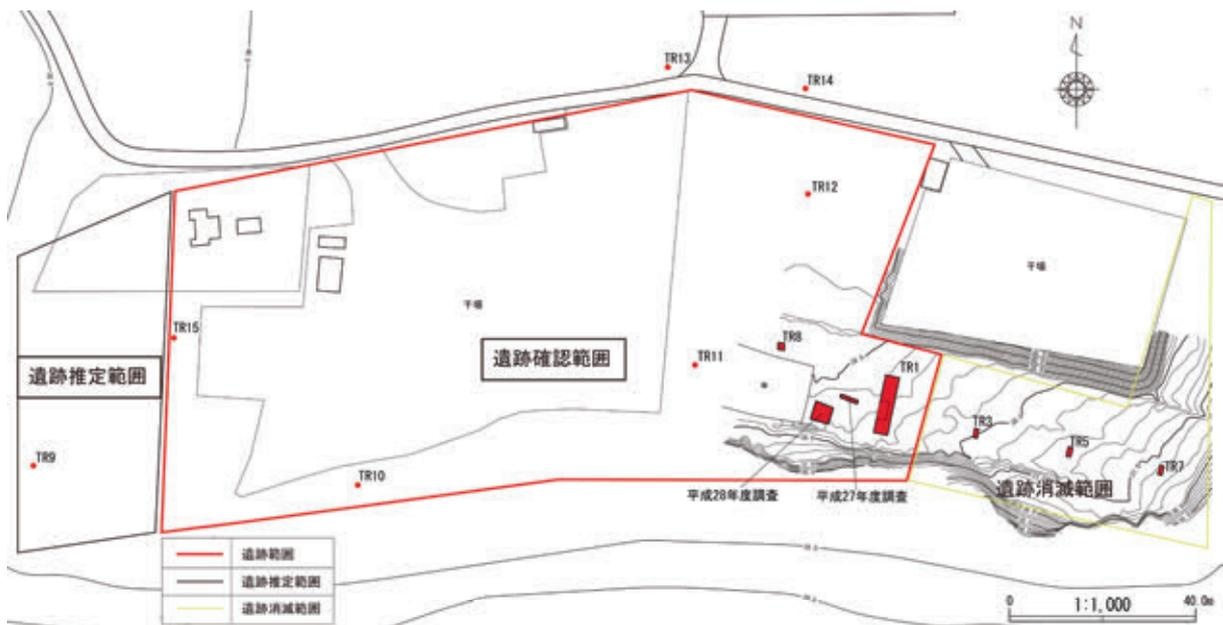 N
TR13
TR14
TR12
干場
干場
TR15
遺跡確認範囲
TR8
TR11
TR1
遺跡推定範囲
TR3
TR5
TR9
TR7
TR10
平成28年度調査
平成27年度調査
遺跡消滅範囲
遺跡範囲
遺跡推定範囲
遺跡消滅範囲
0
1:1,000
40.0m